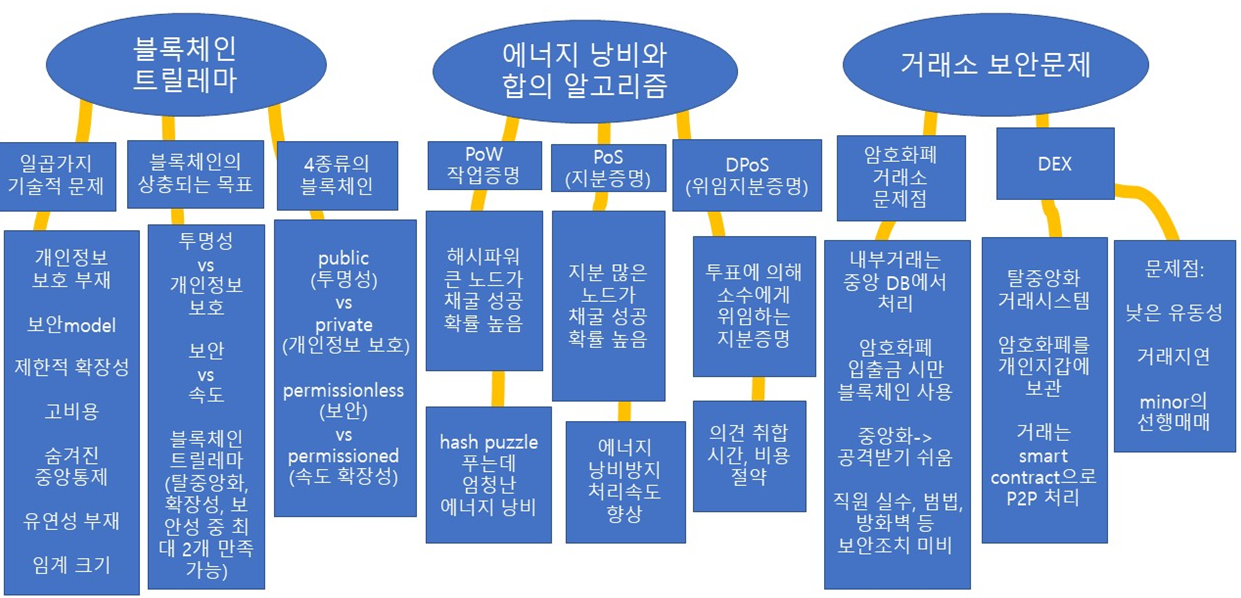 블록체인
트릴레마
일곱가지
기술적 문제
개인정보
보호 부재
보안model
제한적 확장성
고비용
숨겨진
중앙통제
유연성 부재
임계 크기
블록체인의
상충되는 목표
투명성
vs
개인정보
보호
보안
vs
속도
블록체인
트릴레마
(탈중앙화,
확장성, 보
안성 중 최
대 2개 만족
가능)
4종류의
블록체인
public
(투명성)
vs
private
(개인정보 보호)
permissionless
(보안)
vs
permissioned
(속도 확장성)
에너지 낭비와
합의 알고리즘
PoW
작업증명
해시파워
큰 노드가
채굴 성공
확률 높음
hash puzzle
푸는데
엄청난
에너지 낭비
PoS
(지분증명)
지분 많은
노드가
채굴 성공
확률 높음
에너지
낭비방지
처리속도
향상
DPoS
(위임지분증명)
투표에 의해
소수에게
위임하는
지분증명
의견 취합
시간, 비용
절약
거래소 보안문제
암호화폐
거래소
문제점
내부거래는
중앙 DB에서
처리
암호화폐
입출금 시만
블록체인 사용
중앙화->
공격받기 쉬움
직원 실수, 범법,
방화벽 등
보안조치 미비
DEX
탈중앙화
거래시스템
암호화폐를
개인지갑에
보관
거래는
smart
contract으로
P2P 처리
문제점:
낮은 유동성
거래지연
minor의
선행매매